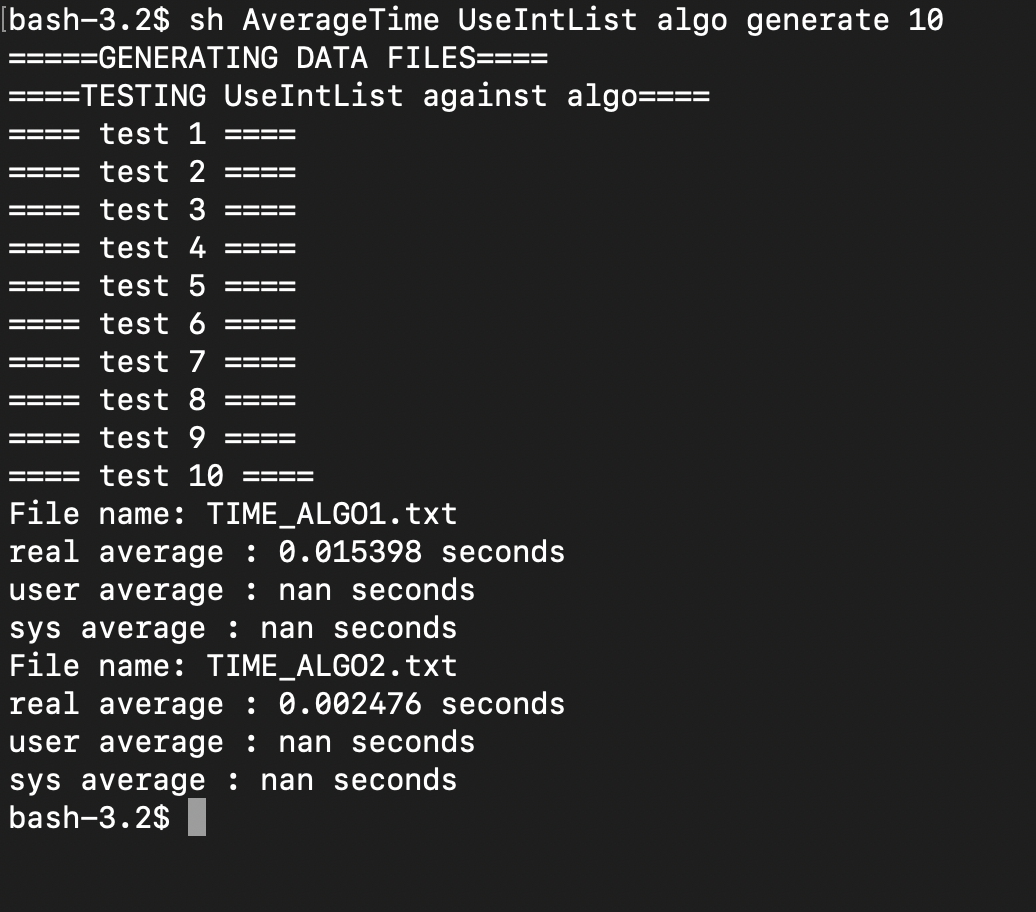 [bash-3.2$ sh AverageTime UseIntList algo generate 10
=====GENERATING DATA FILES====
====TESTING UseIntList against algo====
==== test 1 ====
==== test 2 ====
==== test 3 ====
==== test 4 ====
==== test 5 ====
==== test 6 ====
==== test 7 ====
==== test 8 ====
==== test 9 ====
==== test 10 ====
File name: TIME_ALGO1.txt
real average : 0.015398 seconds
user average : nan seconds
sys average : nan seconds
File name: TIME_ALGO2.txt
real average : 0.002476 seconds
user average : nan seconds
sys average : nan seconds
bash-3.2$